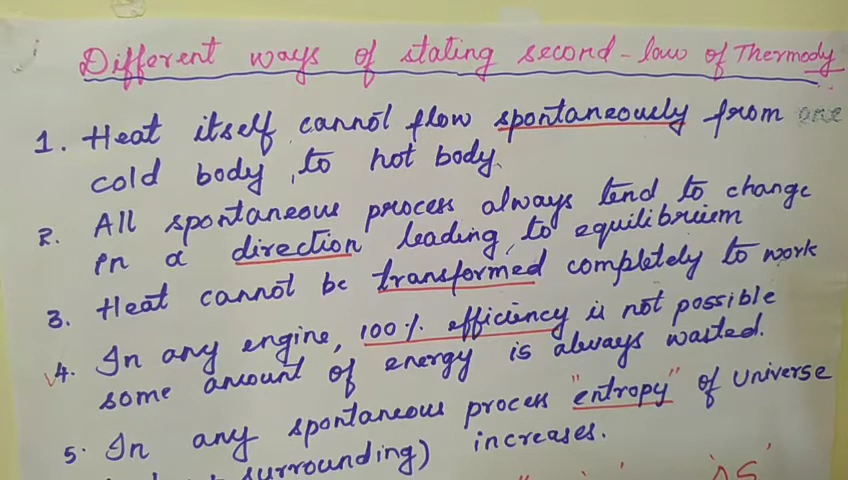 Different ways of stating second-law of Thermody
1. Heat itself cannot flow spontaneously from one
cold body, to hot body.
2. All spontaneous process always tend to change
in a direction leading to equilibrium
3. Heat cannot be transformed completely to work
4. In any engine, 100% efficiency is not possible
some amount of energy is always wasted.
5. In any spontaneous process "entropy" of Universe
surrounding) increases.